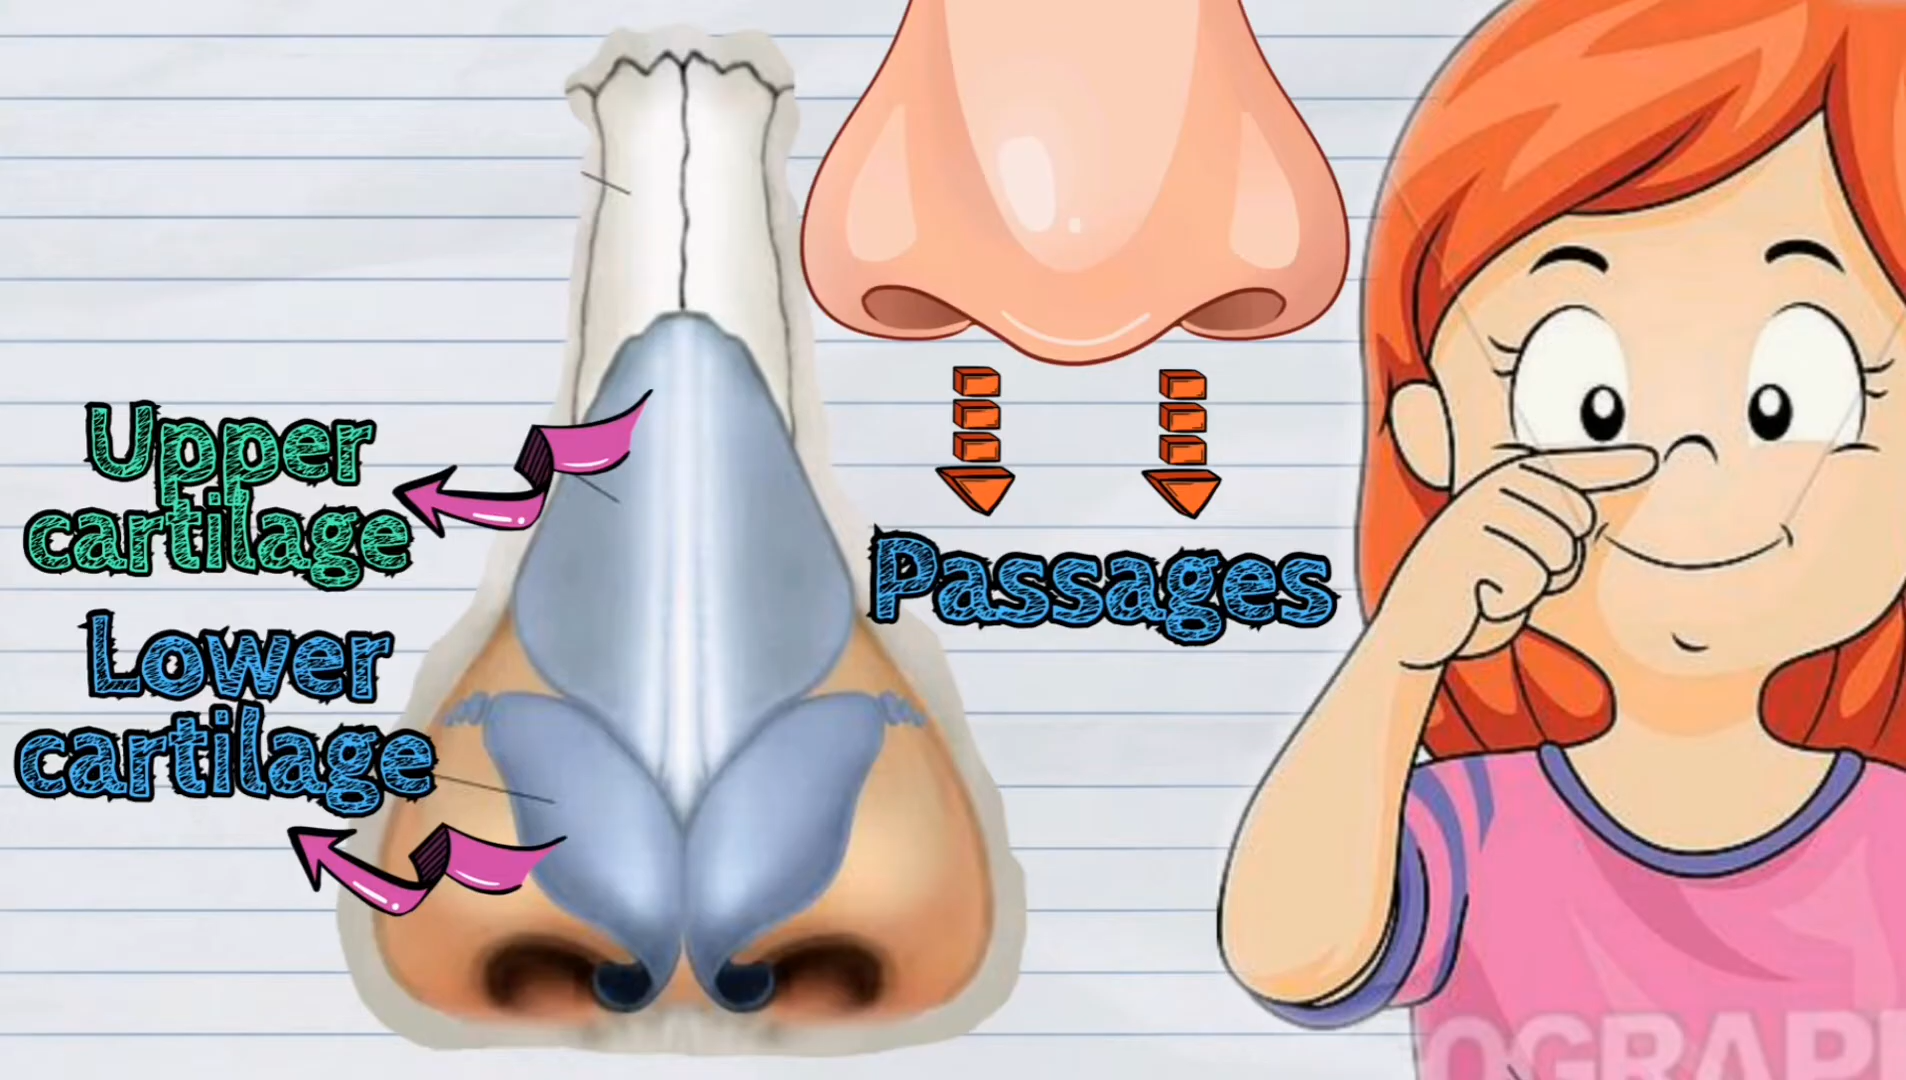 Upper
cartilage
Lower
cartilage
Passages